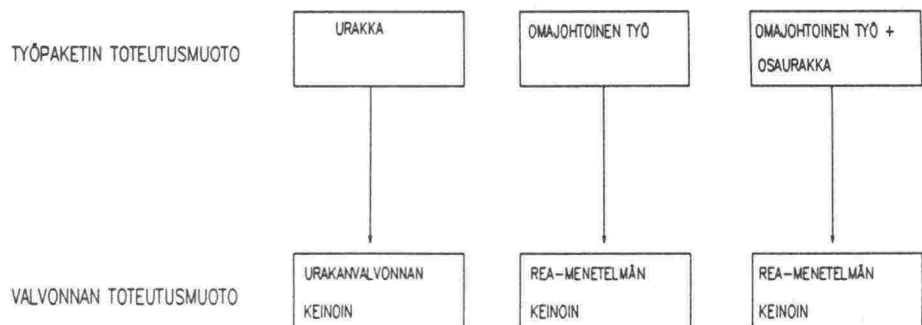 TYÖPAKETIN TOTEUTUSMUOTO
URAKKA
OMAJOHTOINEN TYÖ
OMAJOHTOINEN TYÖ +
OSAURAKKA
VALVONNAN TOTEUTUSMUOTO
URAKANVALVONNAN
KEINOIN
REA-MENETELMÄN
KEINOIN
REA-MENETELMÄN
KEINOIN